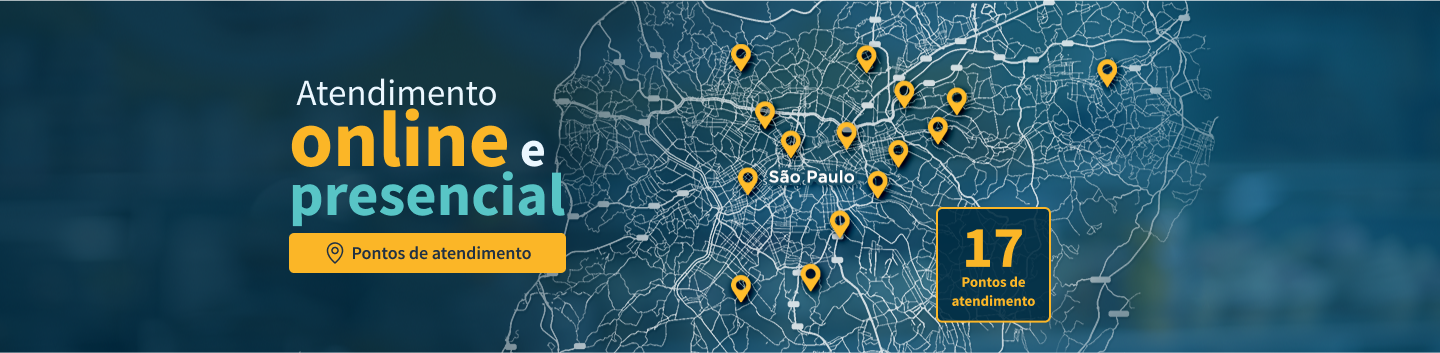 Atendimento
online e
presencial
Pontos de atendimento
São Paulo
17
Pontos de
atendimento